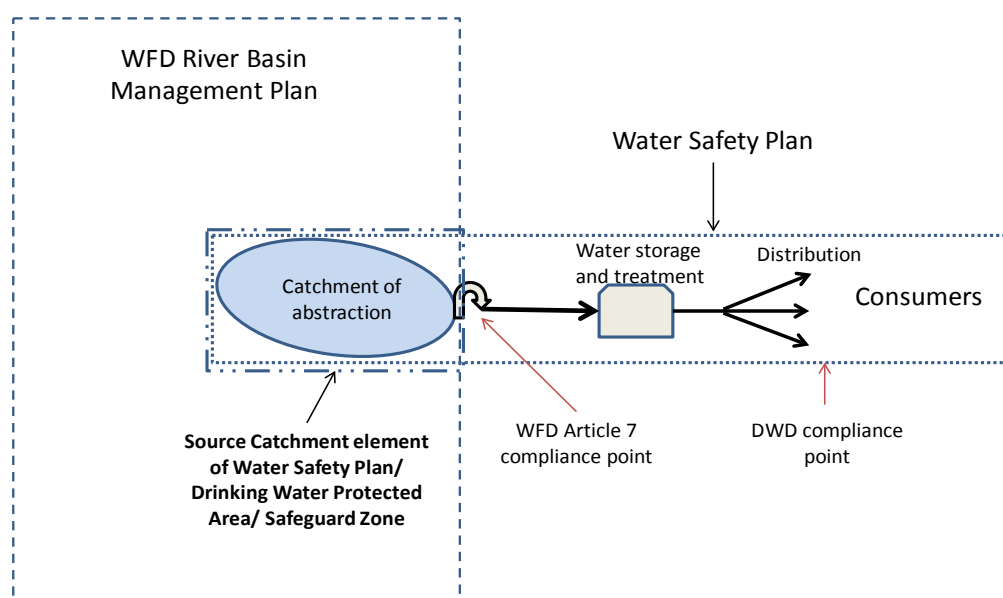 WFD River Basin
Management Plan
Water Safety Plan
Water storage
and treatment
Distribution
Catchment of
abstraction
Consumers
WFD Article 7
compliance point
DWD compliance
point
Source Catchment element
of Water Safety Plan/
Drinking Water Protected
Area/ Safeguard Zone